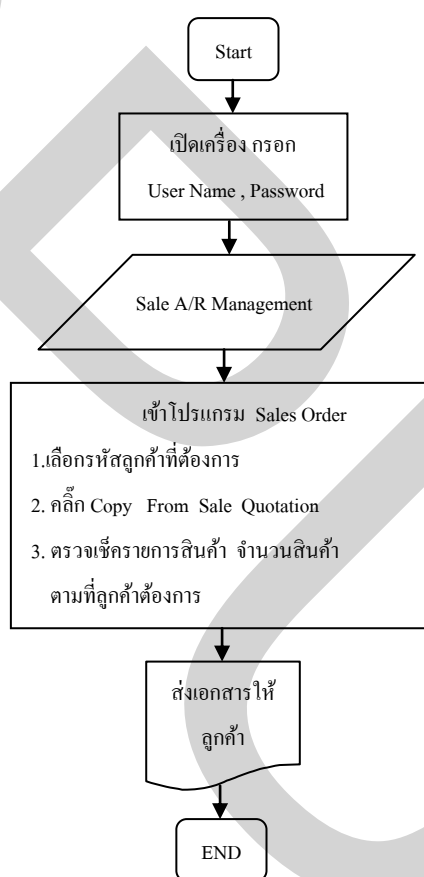 Start
เปิดเครื่อง กรอก
User Name , Password
Sale A/R Management
เข้าโปรแกรม Sales Order
1.เลือกรหัสลูกค้าที่ต้องการ
2. คลิ๊ก Copy From Sale Quotation
3. ตรวจเช็ครายการสินค้า จำนวนสินค้า
ตามที่ลูกค้าต้องการ
ส่งเอกสารให้
ลูกค้า
END